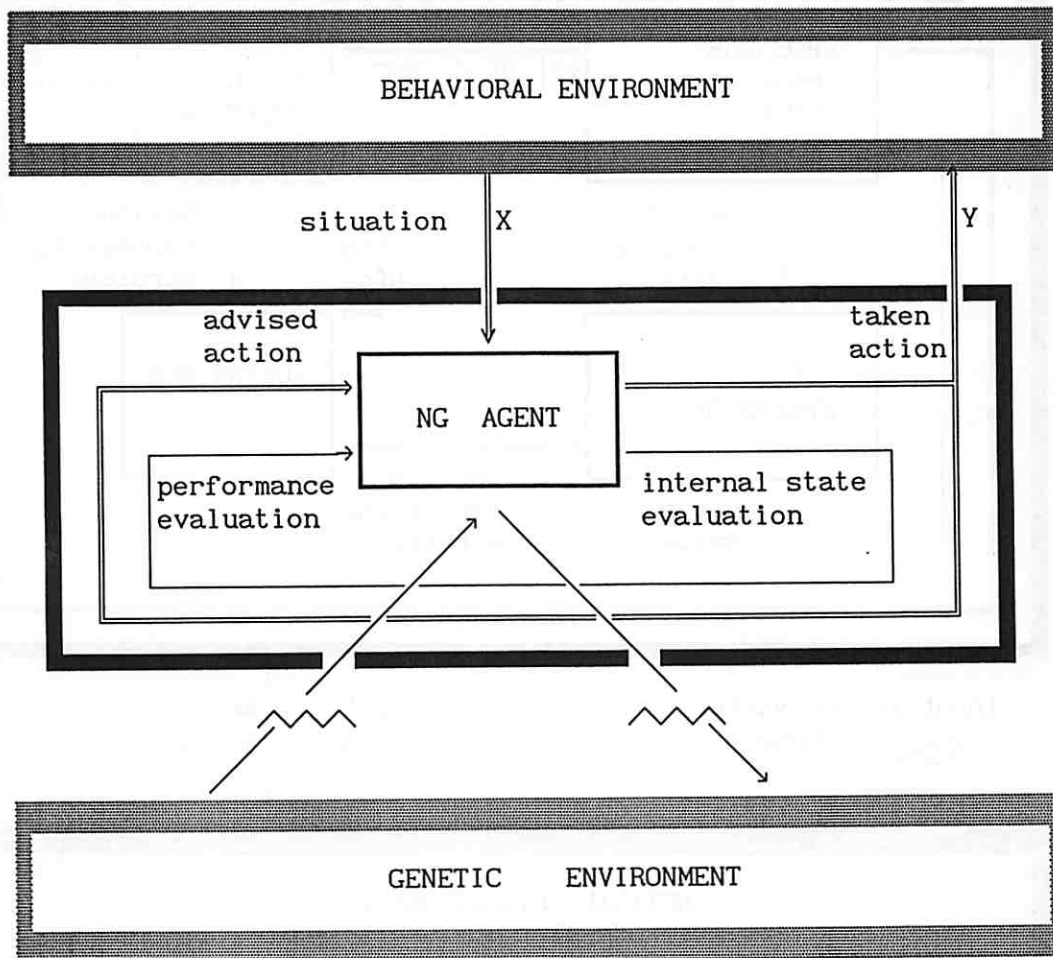 BEHAVIORAL ENVIRONMENT
situation X
Y
advised
action
taken
action
NG AGENT
performance
evaluation
internal state
evaluation
GENETIC ENVIRONMENT